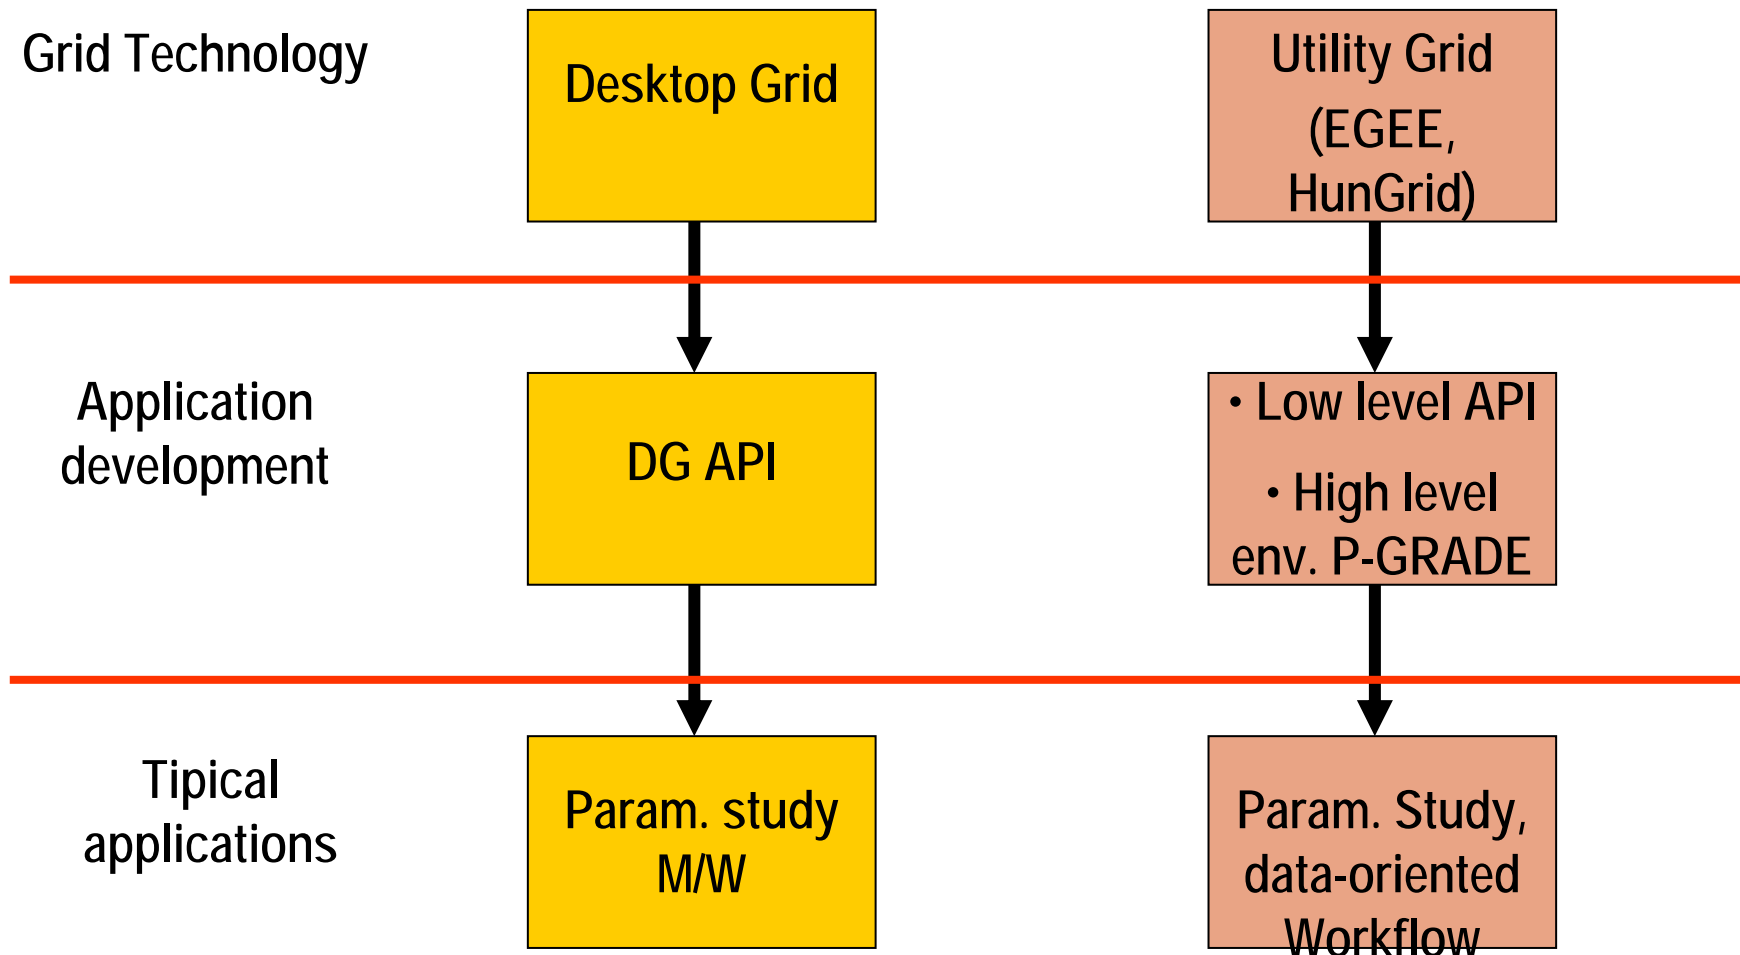 Grid Technology
Desktop Grid
Utility Grid
(EGEE,
HunGrid)
Application
development
DG API
• Low level API
• High level
env. P-GRADE
Tipical
applications
Param. study
M/W
Param. Study,
data-oriented
Workflow